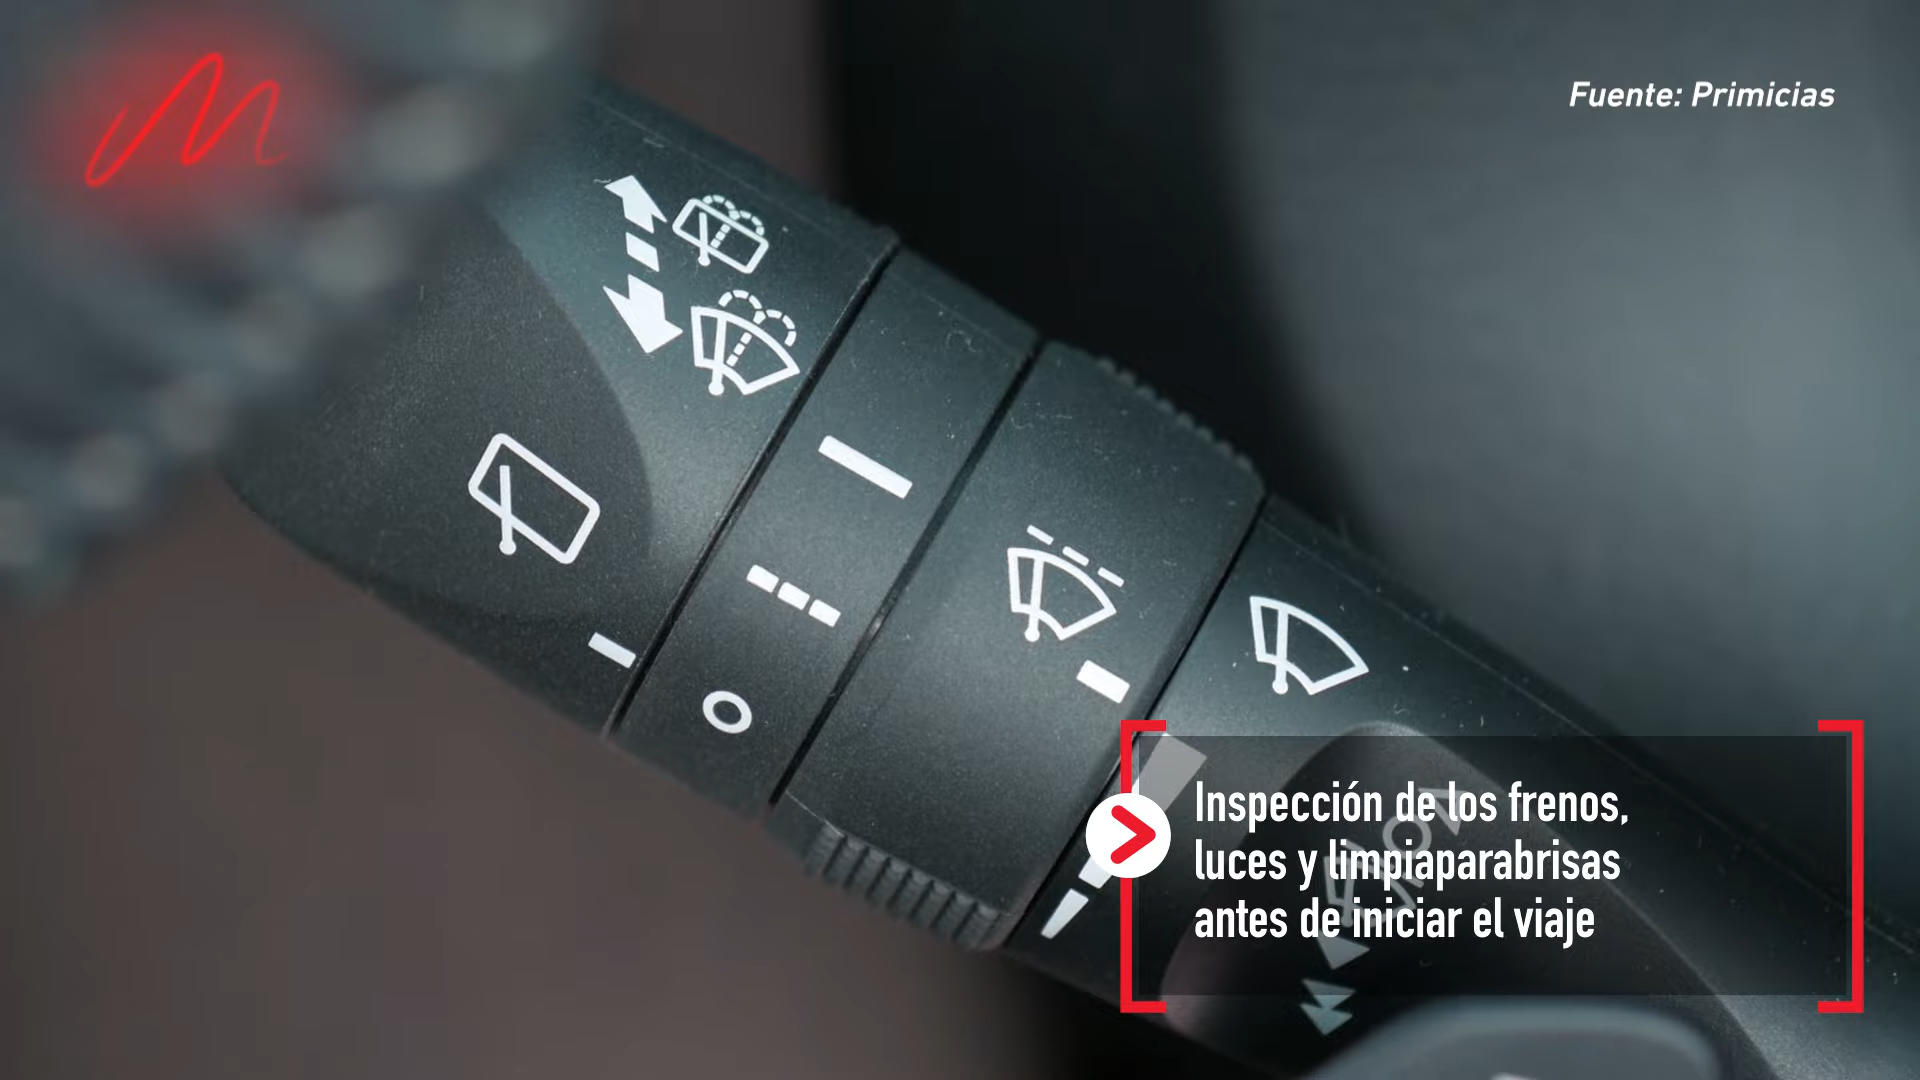 Fuente: Primicias
Inspección de los frenos,
luces y limpiaparabrisas
antes de iniciar el viaje